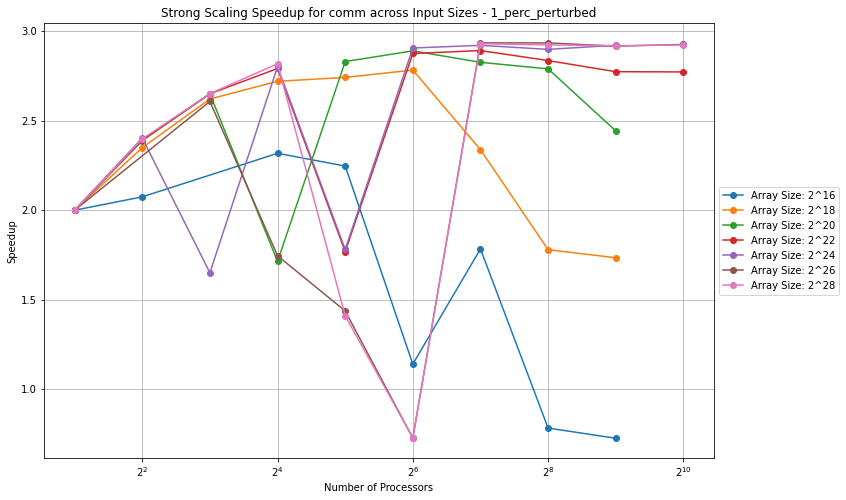 Strong Scaling Speedup for comm across Input Sizes - 1_perc_perturbed
3.0
2.5
2.0
1.5
1.0
Speedup
2^2 2^4 2^6 2^8 2^10
Number of Processors
Array Size: 2^16
Array Size: 2^18
Array Size: 2^20
Array Size: 2^22
Array Size: 2^24
Array Size: 2^26
Array Size: 2^28